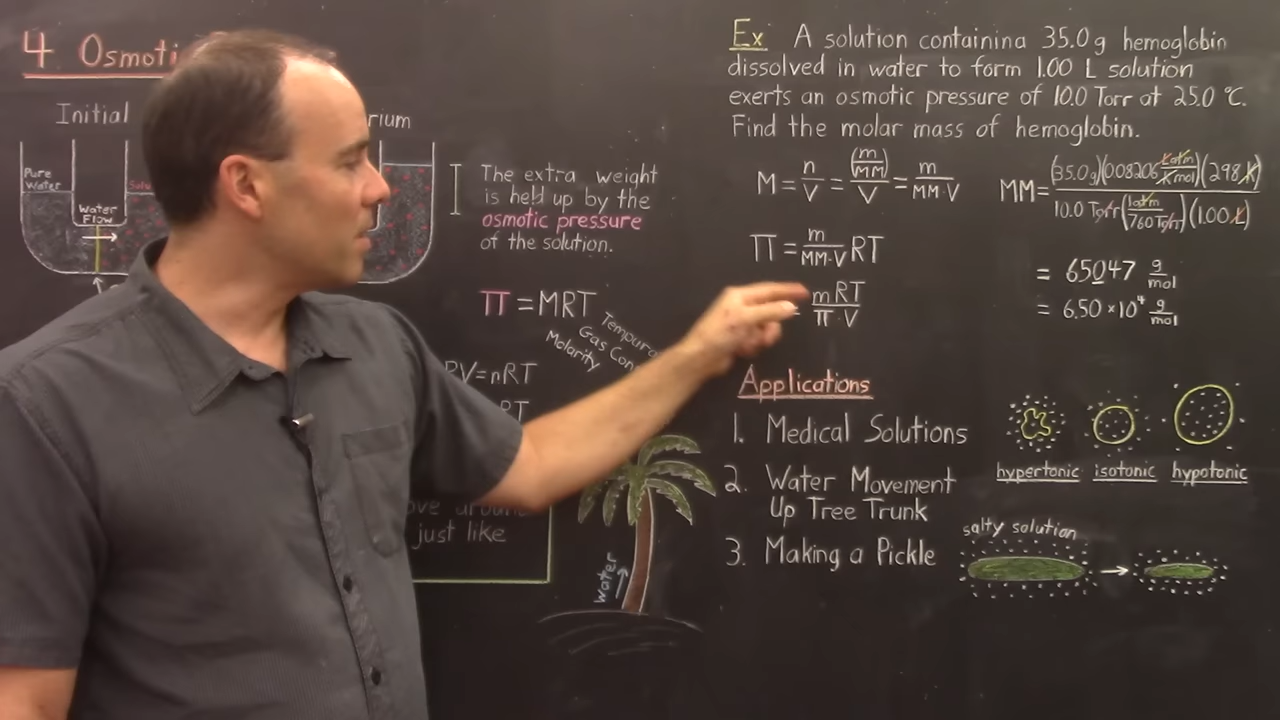 4. Osmoti
Initial
rium
Pure
Water
Solu
Water
Flow
The extra weight
is held up by the
osmotic pressure
of the solution.
Π = MRT
Tempura
Gas Con
Molarity
PV = nRT
RT
ove around
just like
water
Ex A solution containing 35.0 g hemoglobin
dissolved in water to form 1.00 L solution
exerts an osmotic pressure of 10.0 Torr at 25.0 °C.
Find the molar mass of hemoglobin.
M = n/V = (m/MM)/V = m/MM·V
Π = m/MM·V RT
= mRT/Π·V
MM = (35.0 g)(0.08206 L atm/K mol)(298 K)/10.0 Torr(1 atm/760 Torr)(1.00 L)
= 65047 g/mol
= 6.50 ×10⁴ g/mol
Applications
1. Medical Solutions
2. Water Movement
Up Tree Trunk
3. Making a Pickle
hypertonic isotonic hypotonic
salty solution